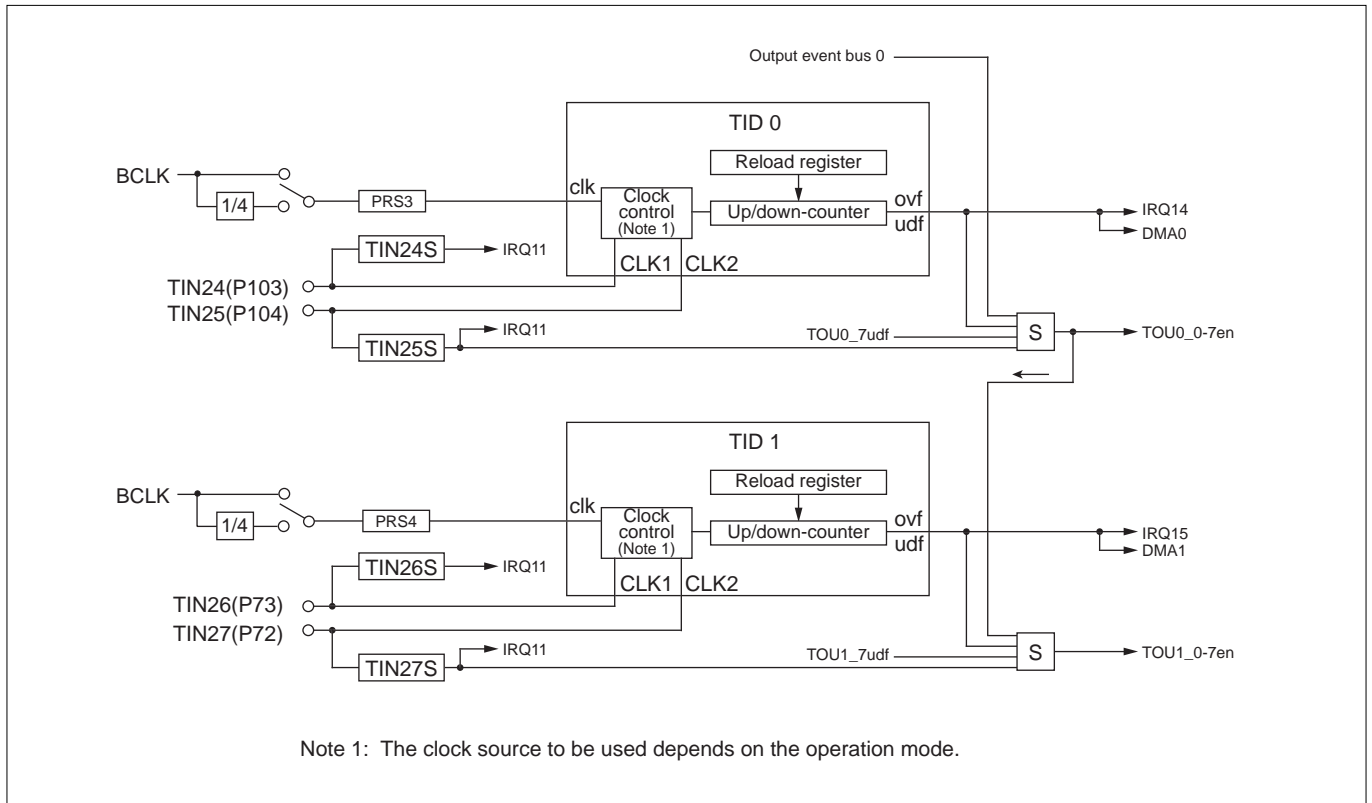 Output event bus 0
TID 0
Reload register
BCLK
1/4
PRS3
clk
Clock
control
(Note 1)
Up/down-counter
ovf
udf
IRQ14
DMA0
TIN24S
IRQ11
CLK1
CLK2
TIN24(P103)
TIN25(P104)
TIN25S
IRQ11
TOU0_7udf
S
TOU0_0-7en
TID 1
Reload register
BCLK
1/4
PRS4
clk
Clock
control
(Note 1)
Up/down-counter
ovf
udf
IRQ15
DMA1
TIN26S
IRQ11
CLK1
CLK2
TIN26(P73)
TIN27(P72)
TIN27S
IRQ11
TOU1_7udf
S
TOU1_0-7en
Note 1: The clock source to be used depends on the operation mode.